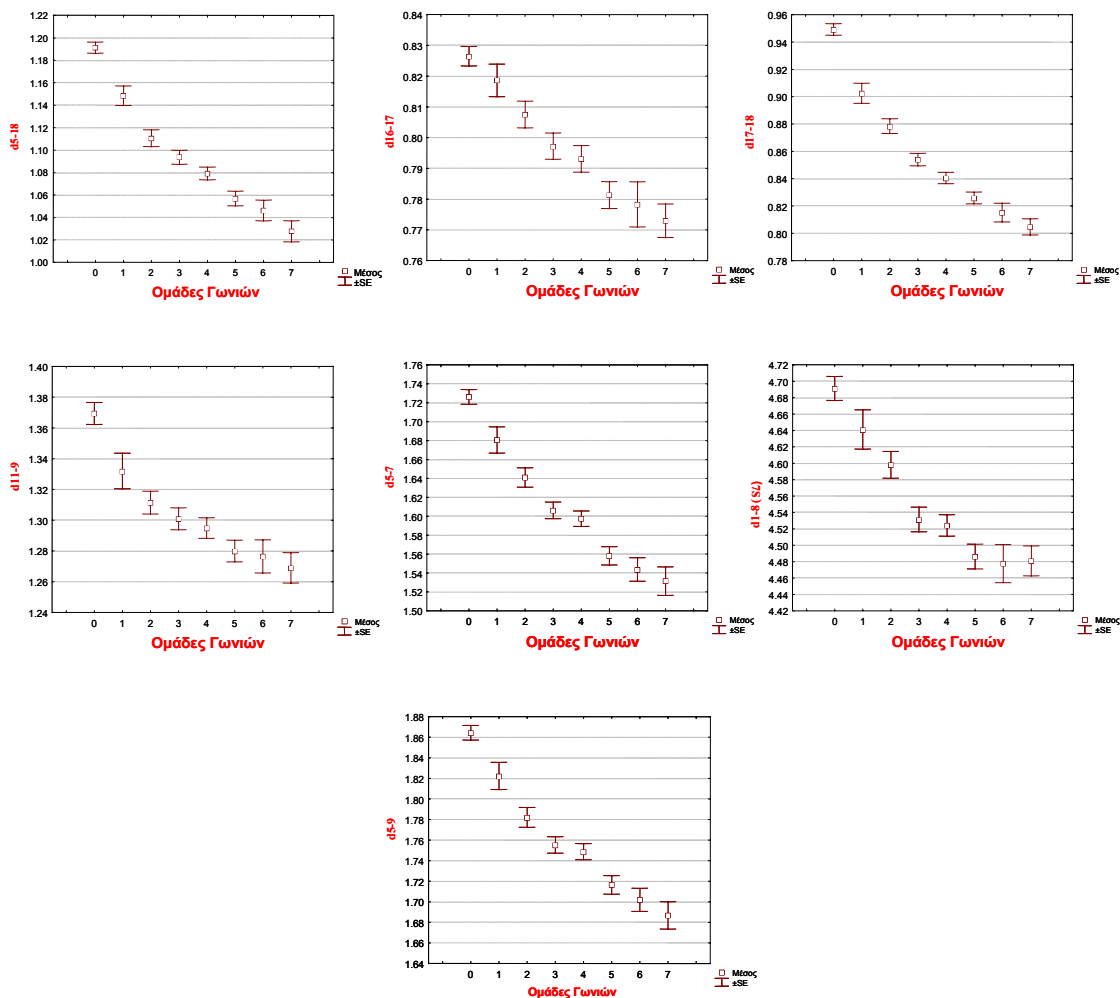 d5-18
1.22
1.20
1.18
1.16
1.14
1.12
1.10
1.08
1.06
1.04
1.02
1.00
0 1 2 3 4 5 6 7
Ομάδες Γωνιών
Μέσος
±SE
d16-17
0.84
0.83
0.82
0.81
0.80
0.79
0.78
0.77
0.76
0 1 2 3 4 5 6 7
Ομάδες Γωνιών
Μέσος
±SE
d17-18
0.96
0.94
0.92
0.90
0.88
0.86
0.84
0.82
0.80
0.78
0 1 2 3 4 5 6 7
Ομάδες Γωνιών
Μέσος
±SE
d11-9
1.40
1.38
1.36
1.34
1.32
1.30
1.28
1.26
1.24
0 1 2 3 4 5 6 7
Ομάδες Γωνιών
Μέσος
±SE
d5-7
1.76
1.74
1.72
1.70
1.68
1.66
1.64
1.62
1.60
1.58
1.56
1.54
1.52
1.50
0 1 2 3 4 5 6 7
Ομάδες Γωνιών
Μέσος
±SE
d1-8 (SL)
4.72
4.70
4.68
4.66
4.64
4.62
4.60
4.58
4.56
4.54
4.52
4.50
4.48
4.46
4.44
4.42
0 1 2 3 4 5 6 7
Ομάδες Γωνιών
Μέσος
±SE
d5-9
1.88
1.86
1.84
1.82
1.80
1.78
1.76
1.74
1.72
1.70
1.68
1.66
1.64
0 1 2 3 4 5 6 7
Ομάδες Γωνιών
Μέσος
±SE